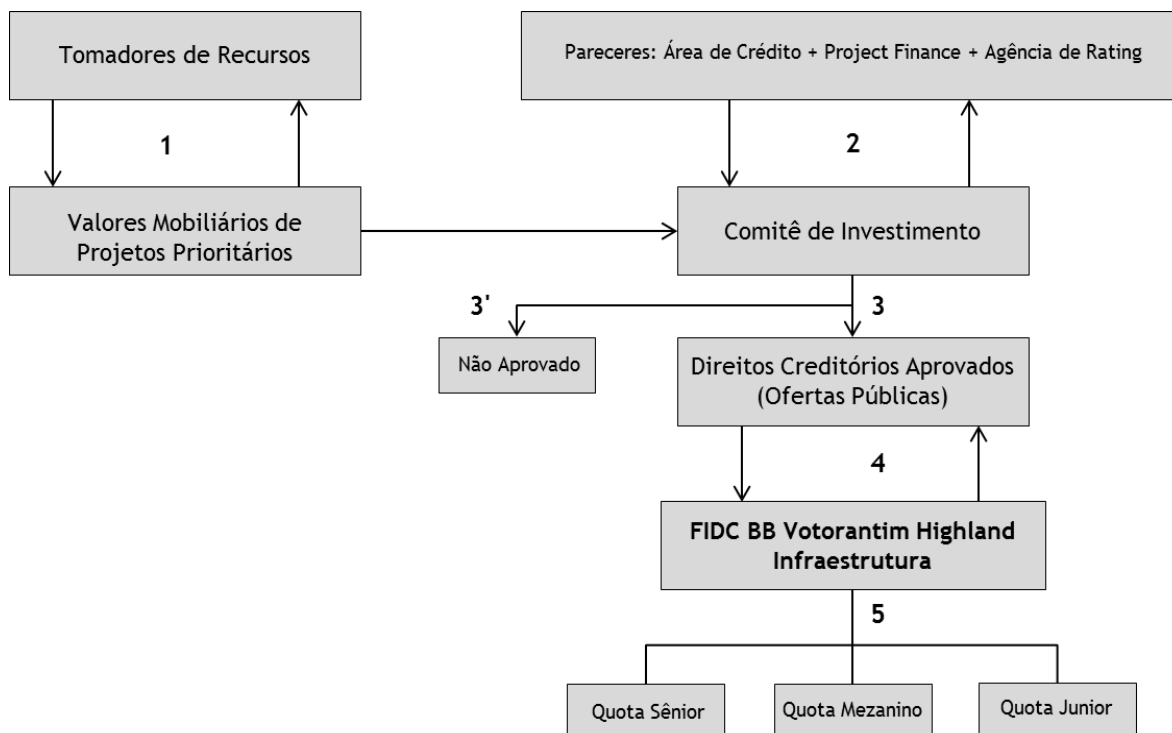 Tomadores de Recursos
Pareceres: Área de Crédito + Project Finance + Agência de Rating
1
2
Valores Mobiliários de
Projetos Prioritários
Comitê de Investimento
3'
3
Não Aprovado
Direitos Creditórios Aprovados
(Ofertas Públicas)
4
FIDC BB Votorantim Highland
Infraestrutura
5
Quota Sênior
Quota Mezanino
Quota Junior